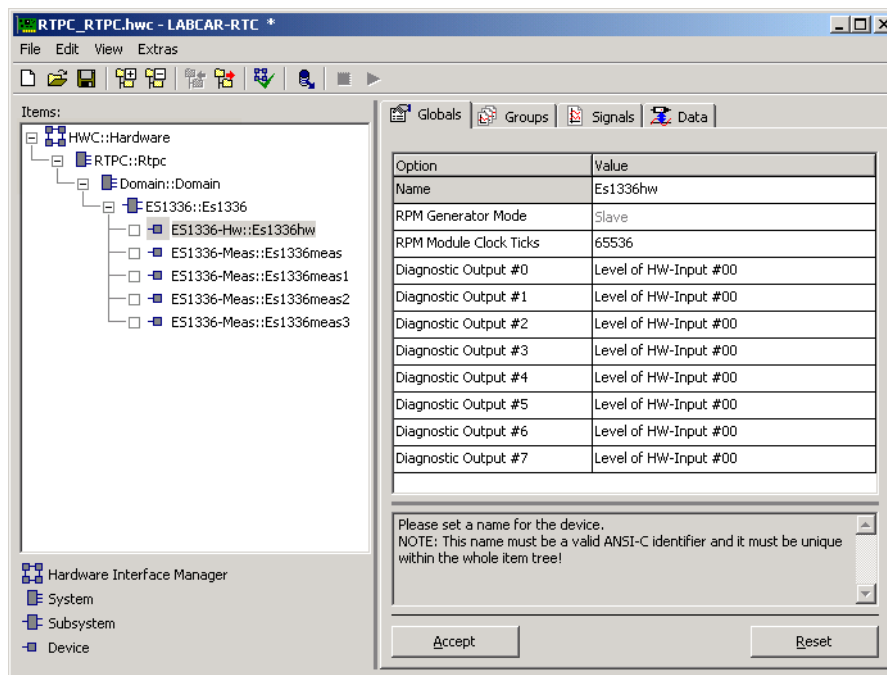 RTPC_RTPC.hwc - LABCAR-RTC *
File Edit View Extras
Items:
HWC::Hardware
RTPC::Rtpc
Domain::Domain
ES1336::Es1336
ES1336-Hw::Es1336hw
ES1336-Meas::Es1336meas
ES1336-Meas::Es1336meas1
ES1336-Meas::Es1336meas2
ES1336-Meas::Es1336meas3
Hardware Interface Manager
System
Subsystem
Device
Globals Groups Signals Data
Option Value
Name Es1336hw
RPM Generator Mode Slave
RPM Module Clock Ticks 65536
Diagnostic Output #0 Level of HW-Input #00
Diagnostic Output #1 Level of HW-Input #00
Diagnostic Output #2 Level of HW-Input #00
Diagnostic Output #3 Level of HW-Input #00
Diagnostic Output #4 Level of HW-Input #00
Diagnostic Output #5 Level of HW-Input #00
Diagnostic Output #6 Level of HW-Input #00
Diagnostic Output #7 Level of HW-Input #00
Please set a name for the device.
NOTE: This name must be a valid ANSI-C identifier and it must be unique
within the whole item tree!
Accept Reset